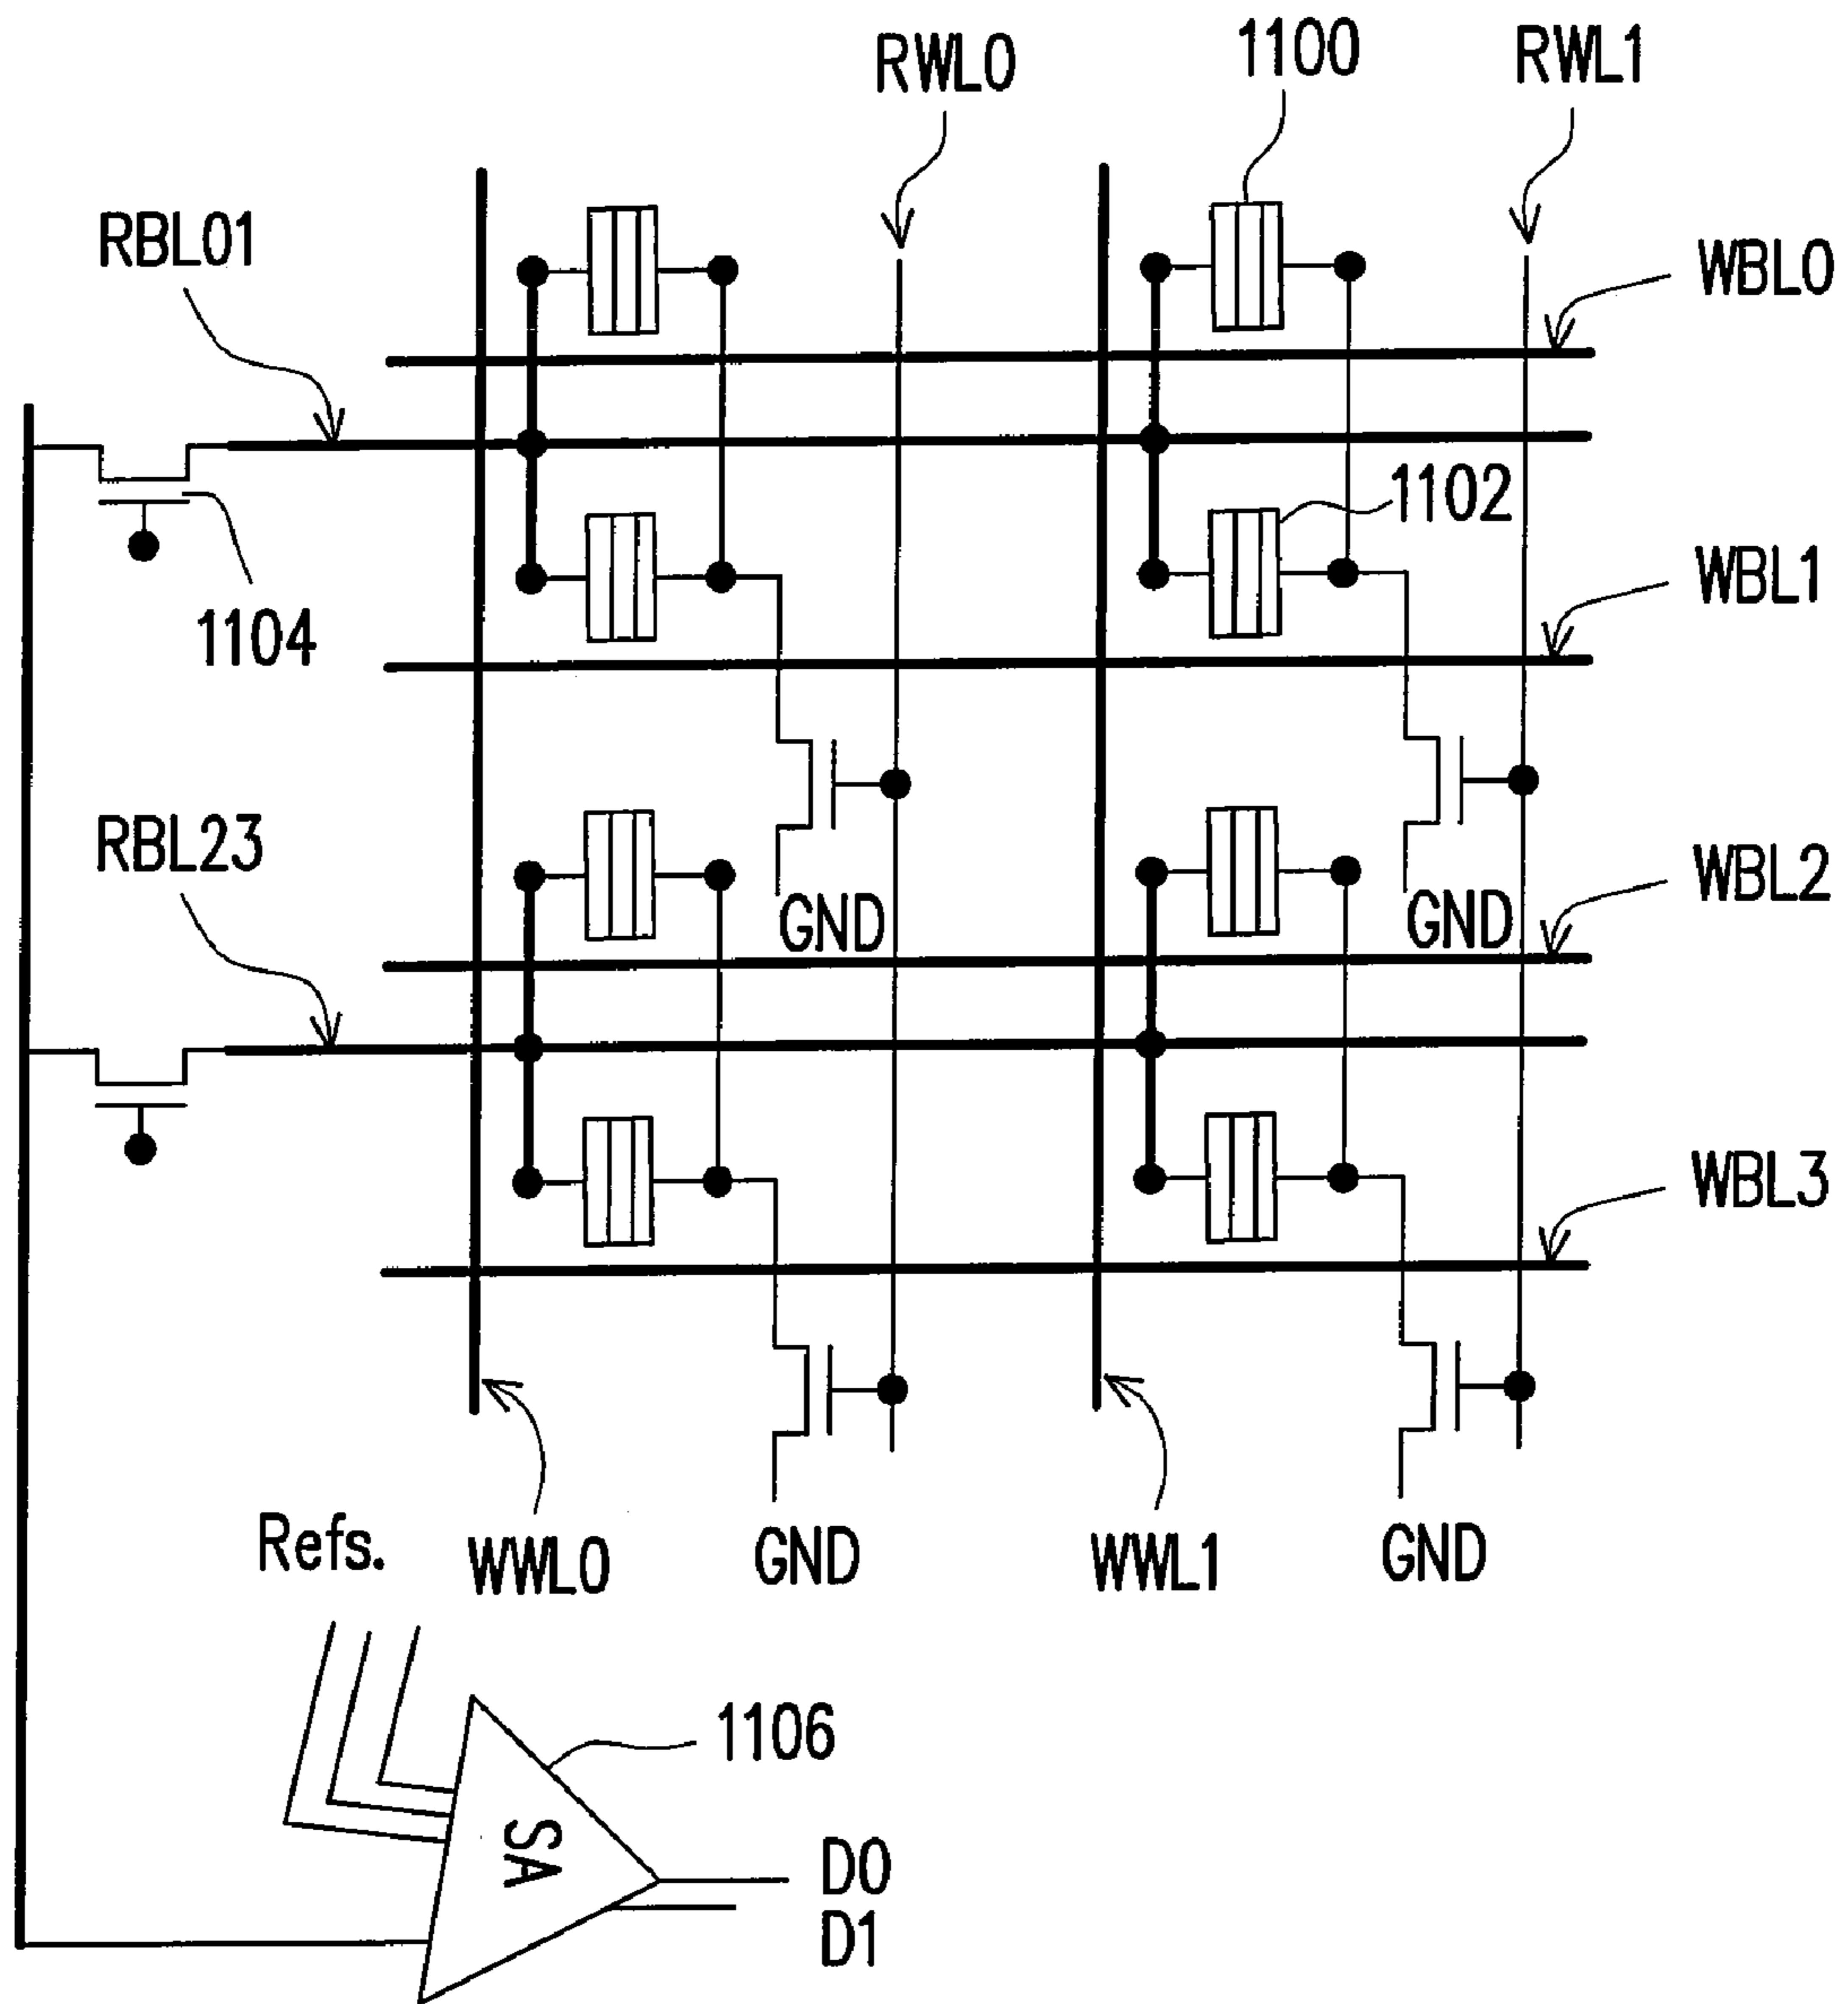 RWL0
1100
RWL1
RBL01
WBL0
1102
WBL1
1104
RBL23
WBL2
GND
GND
WBL3
Refs.
WWL0
GND
WWL1
GND
1106
SA
D0
D1